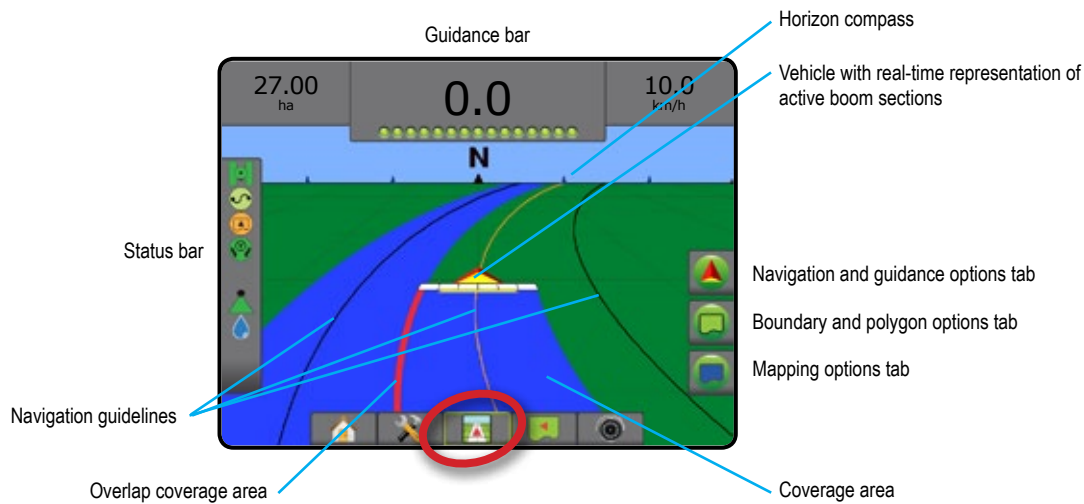 Horizon compass
Guidance bar
Vehicle with real-time representation of
active boom sections
27.00
ha
0.0
10.0
km/h
N
Status bar
Navigation and guidance options tab
Boundary and polygon options tab
Mapping options tab
Navigation guidelines
Overlap coverage area
Coverage area